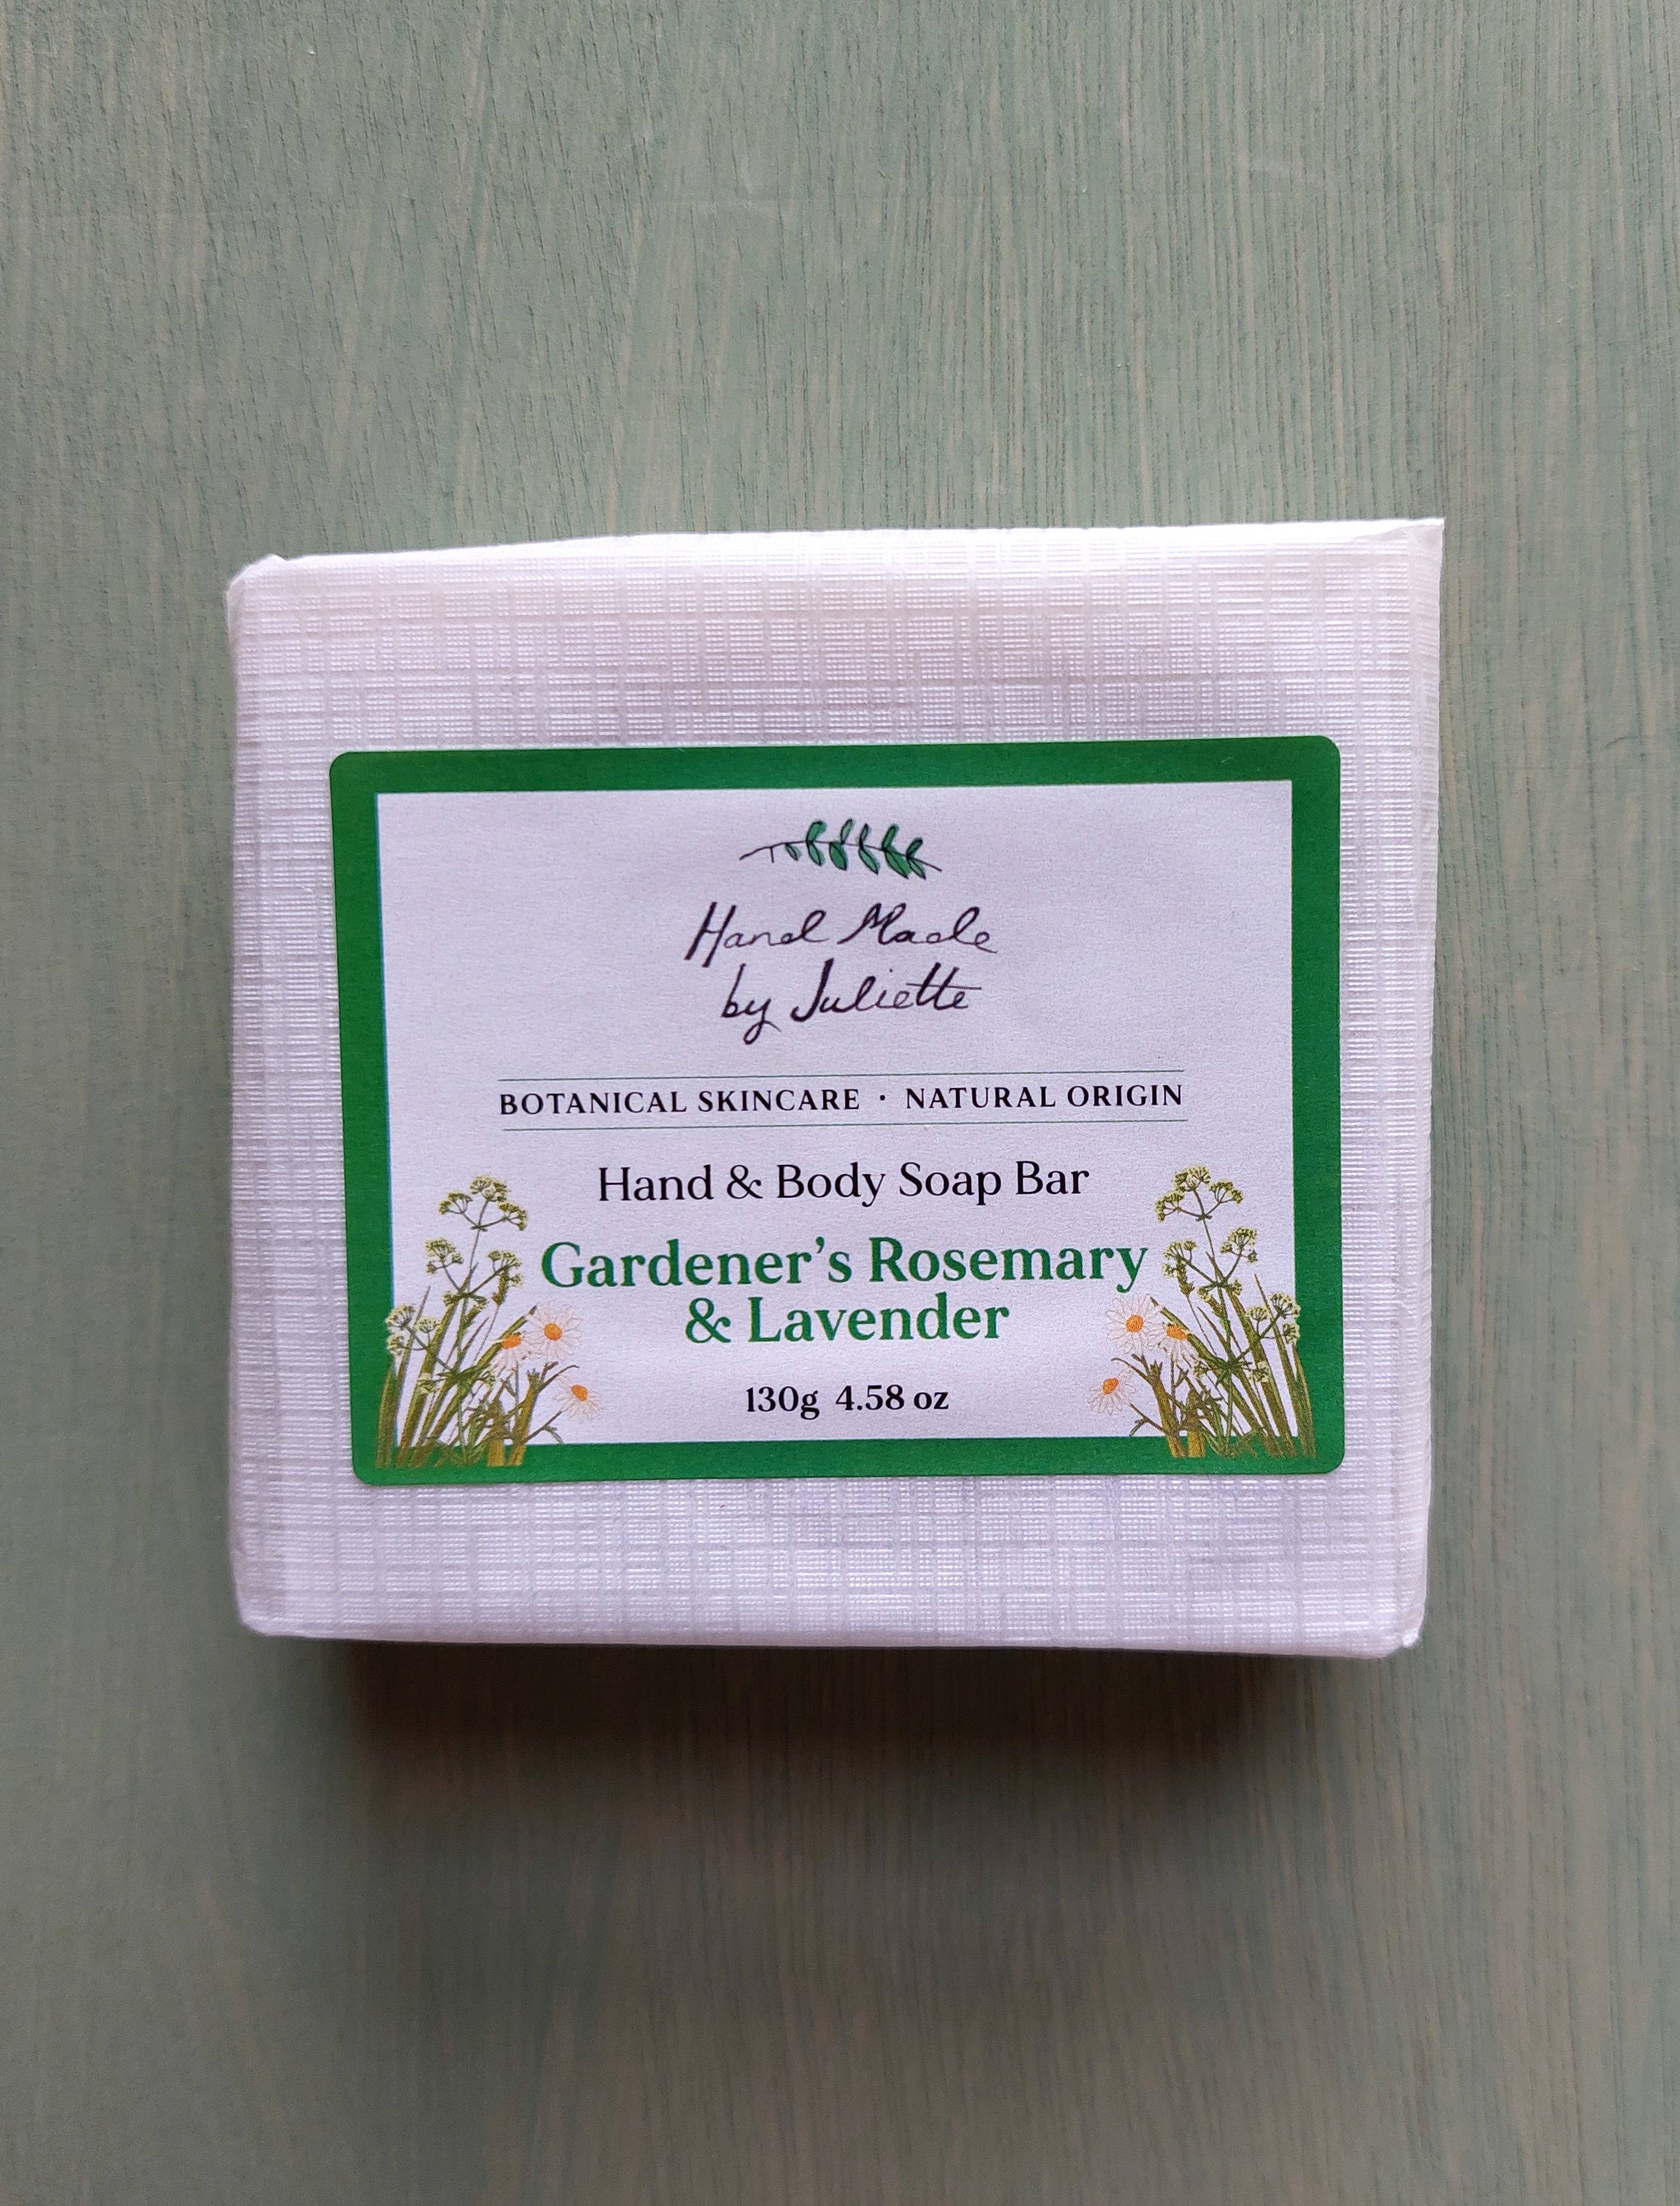 Hand Made
by Juliette
BOTANICAL SKINCARE · NATURAL ORIGIN
Hand & Body Soap Bar
Gardener’s Rosemary
& Lavender
130g 4.58 oz